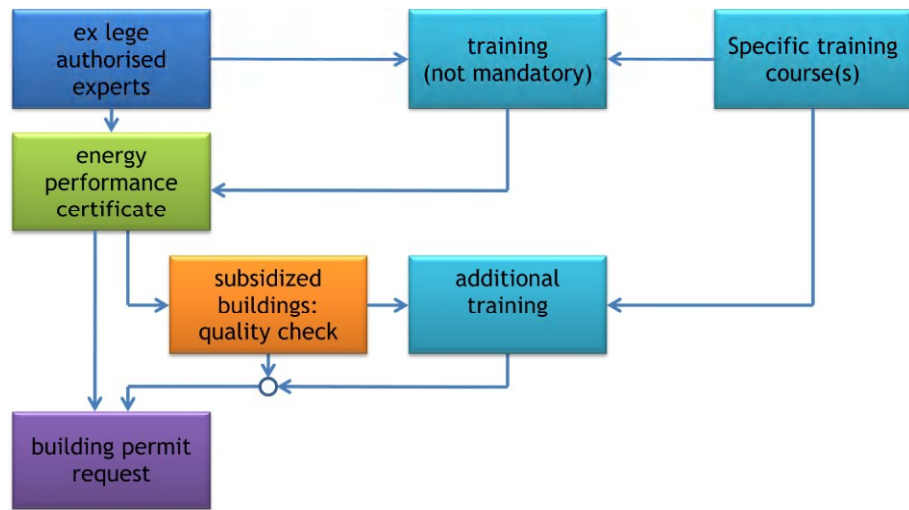 ex lege
authorised
experts
training
(not mandatory)
Specific training
course(s)
energy
performance
certificate
subsidized
buildings:
quality check
additional
training
building permit
request